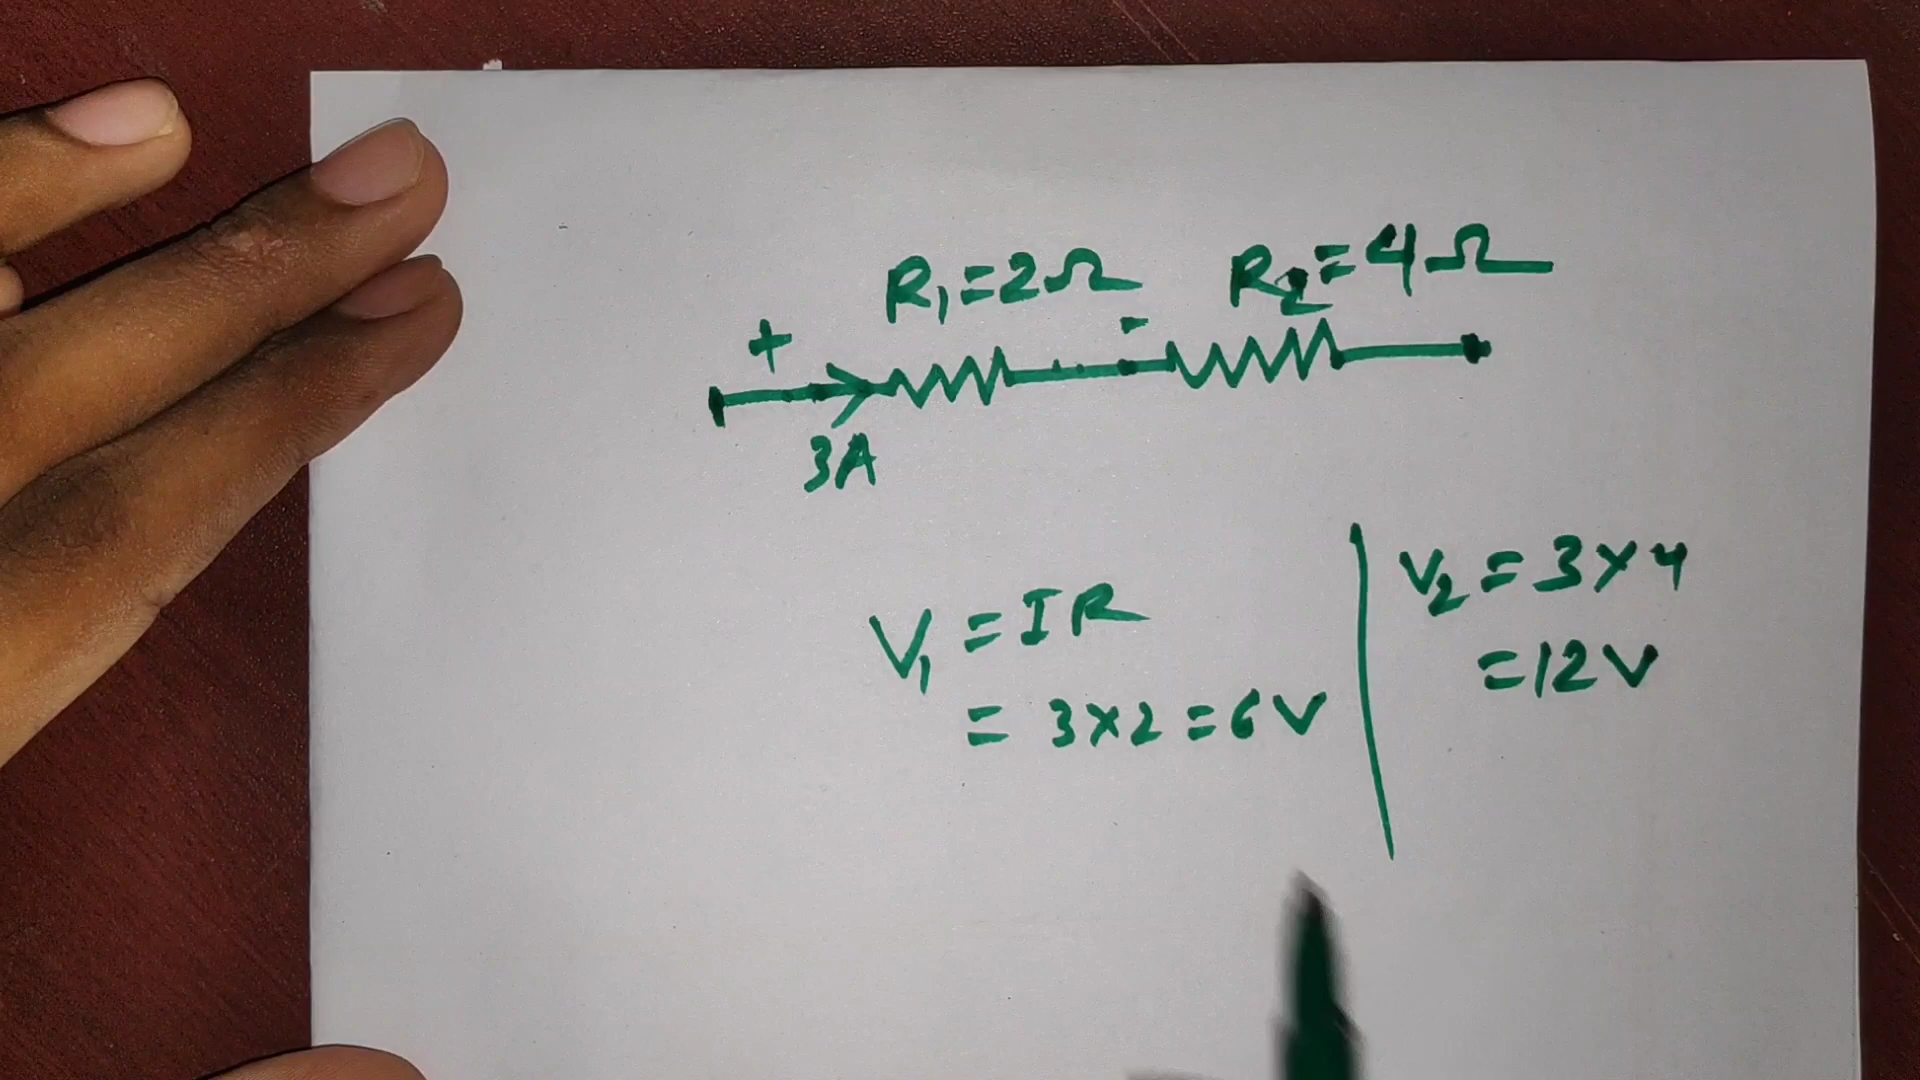 R₁=2Ω R₂=4Ω
+ -
3A
V₁ = IR
= 3×2 = 6V
V₂ = 3×4
= 12V